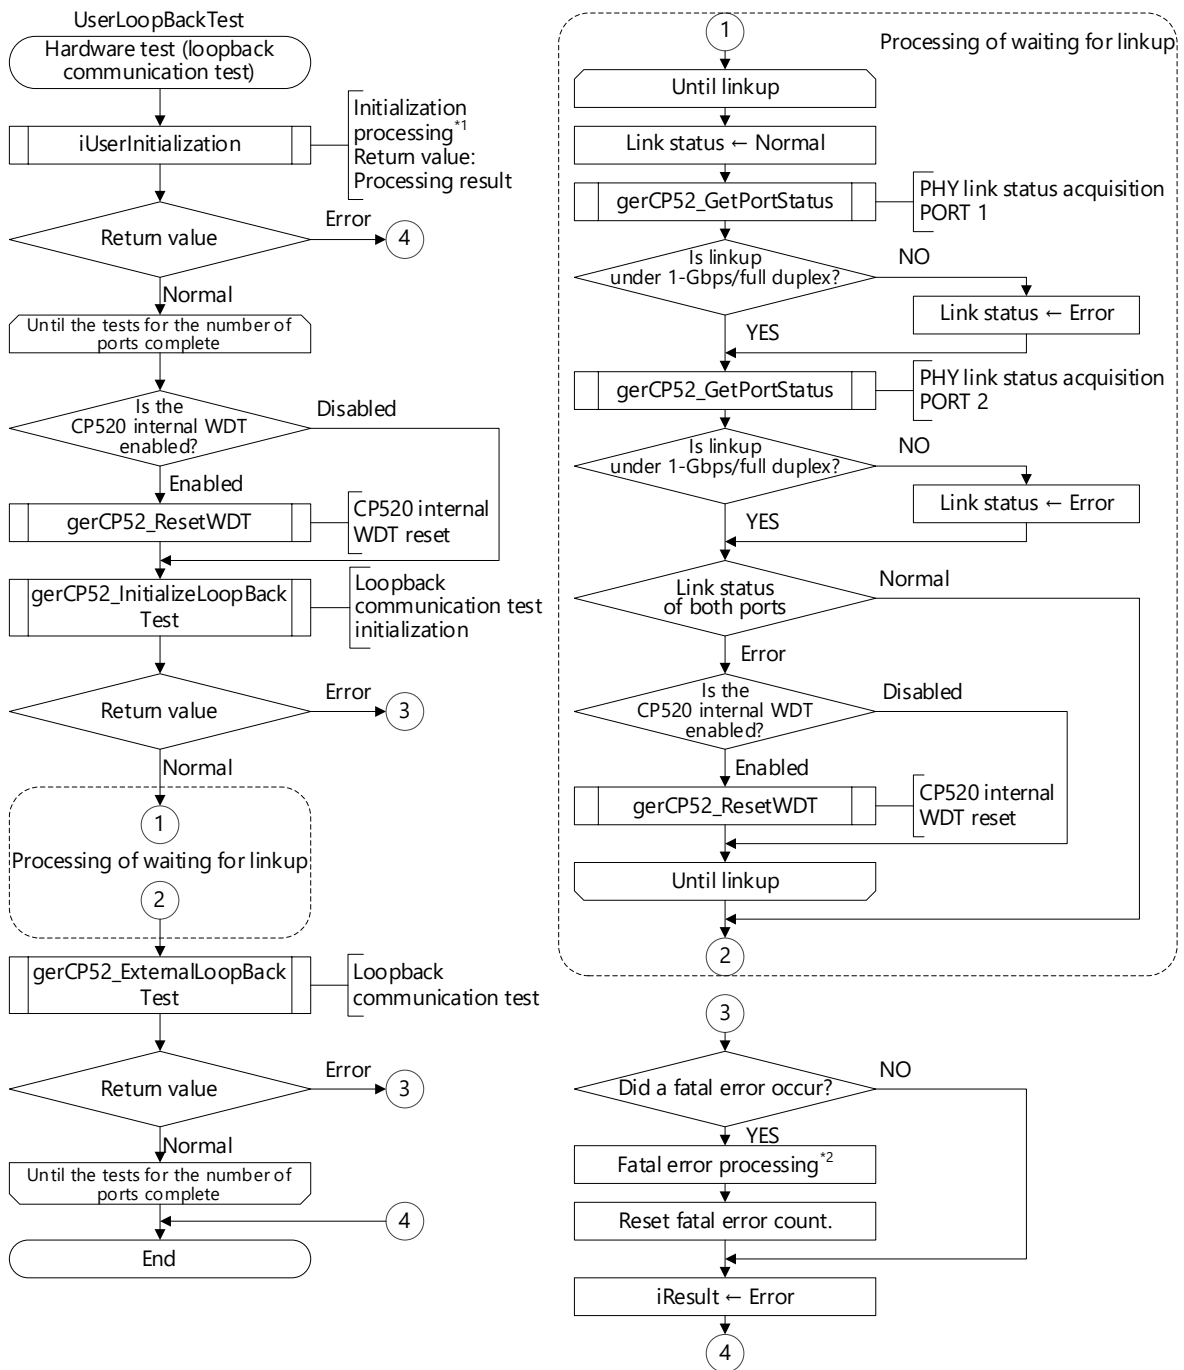 UserLoopBackTest
Hardware test (loopback
communication test)
iUserInitialization
Initialization
processing*1
Return value:
Processing result
Return value
Error
4
Normal
Until the tests for the number of
ports complete
Is the
CP520 internal WDT
enabled?
Disabled
Enabled
gerCP52_ResetWDT
CP520 internal
WDT reset
gerCP52_InitializeLoopBack
Test
Loopback
communication test
initialization
Return value
Error
3
Normal
1
Processing of waiting for linkup
2
gerCP52_ExternalLoopBack
Test
Loopback
communication test
Return value
Error
3
Normal
Until the tests for the number of
ports complete
4
End
1
Processing of waiting for linkup
Until linkup
Link status ← Normal
gerCP52_GetPortStatus
PHY link status acquisition
PORT 1
Is linkup
under 1-Gbps/full duplex?
NO
Link status ← Error
YES
gerCP52_GetPortStatus
PHY link status acquisition
PORT 2
Is linkup
under 1-Gbps/full duplex?
NO
Link status ← Error
YES
Link status
of both ports
Normal
Error
Is the
CP520 internal WDT
enabled?
Disabled
Enabled
gerCP52_ResetWDT
CP520 internal
WDT reset
Until linkup
2
3
Did a fatal error occur?
NO
YES
Fatal error processing*2
Reset fatal error count.
iResult ← Error
4